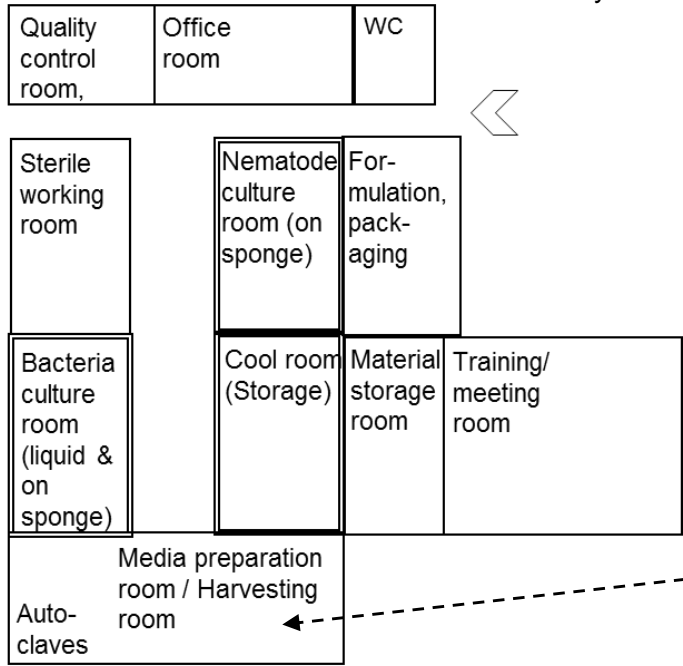 Quality
control
room,
Office
room
WC
Sterile
working
room
Nematode
culture
room (on
sponge)
For-
mulation,
pack-
aging
Bacteria
culture
room
(liquid &
on
sponge)
Cool room
(Storage)
Material
storage
room
Training/
meeting
room
Media preparation
room / Harvesting
room
Auto-
claves